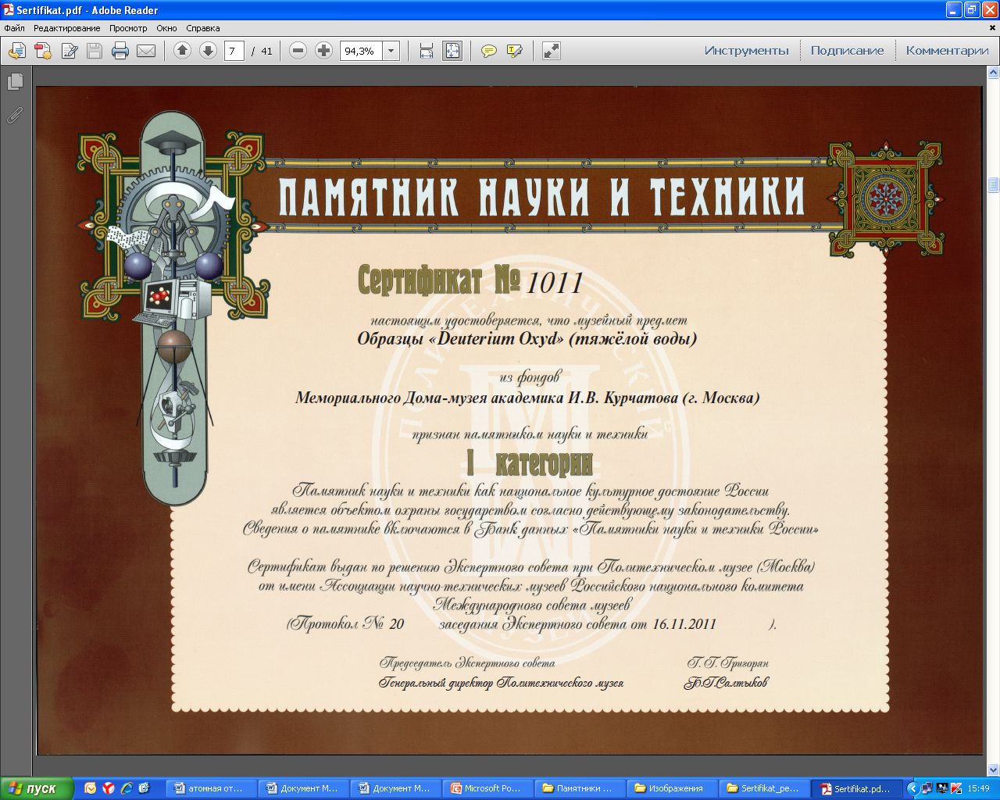 Sertifikat.pdf - Adobe Reader
Файл Редактирование Просмотр Окно Справка
7 / 41 94,3% Инструменты Подписание Комментарии
ПАМЯТНИК НАУКИ И ТЕХНИКИ
Сертификат № 1011
настоящим удостоверяется, что музейный предмет
Образцы «Deuterium Oxyd» (тяжёлой воды)
из фондов
Мемориального Дома-музея академика И.В. Курчатова (г. Москва)
признан памятником науки и техники
I категории
Памятник науки и техники как национальное культурное достояние России
является объектом охраны государством согласно действующему законодательству.
Сведения о памятнике включаются в Банк данных «Памятники науки и техники России»
Сертификат выдан по решению Экспертного совета при Политехническом музее (Москва)
от имени Ассоциации научно-технических музеев Российского национального комитета
Международного совета музеев
(Протокол № 20 заседания Экспертного совета от 16.11.2011 ).
Председатель Экспертного совета Г. Г. Григорян
Генеральный директор Политехнического музея Б.Г.Салтыков
ПОЛИТЕХНИЧЕСКИЙ
МУЗЕЙ
пуск атомная от... Документ М... Документ М... Microsoft Po... Памятники ... Изображения Sertifikat_pe... Sertifikat.pd... 15:49